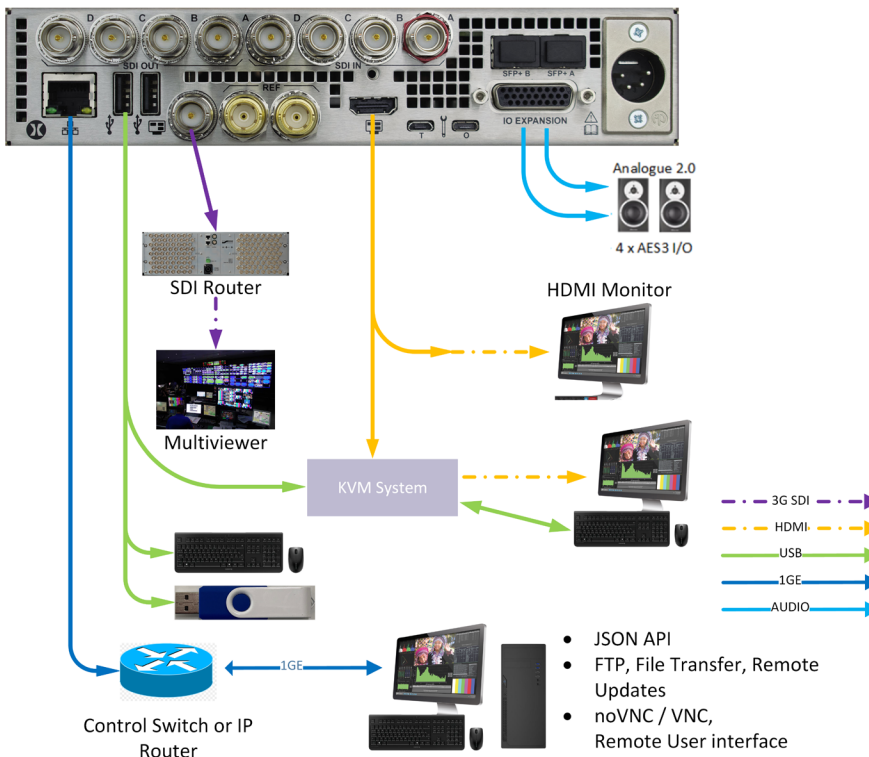 D C B A D C B A
SDI OUT SDI IN
REF
SFP+ B SFP+ A
IO EXPANSION
T O
Analogue 2.0
4 x AES3 I/O
SDI Router
HDMI Monitor
Multiviewer
KVM System
3G SDI
HDMI
USB
1GE
AUDIO
1GE
Control Switch or IP
Router
JSON API
FTP, File Transfer, Remote
Updates
noVNC / VNC,
Remote User interface